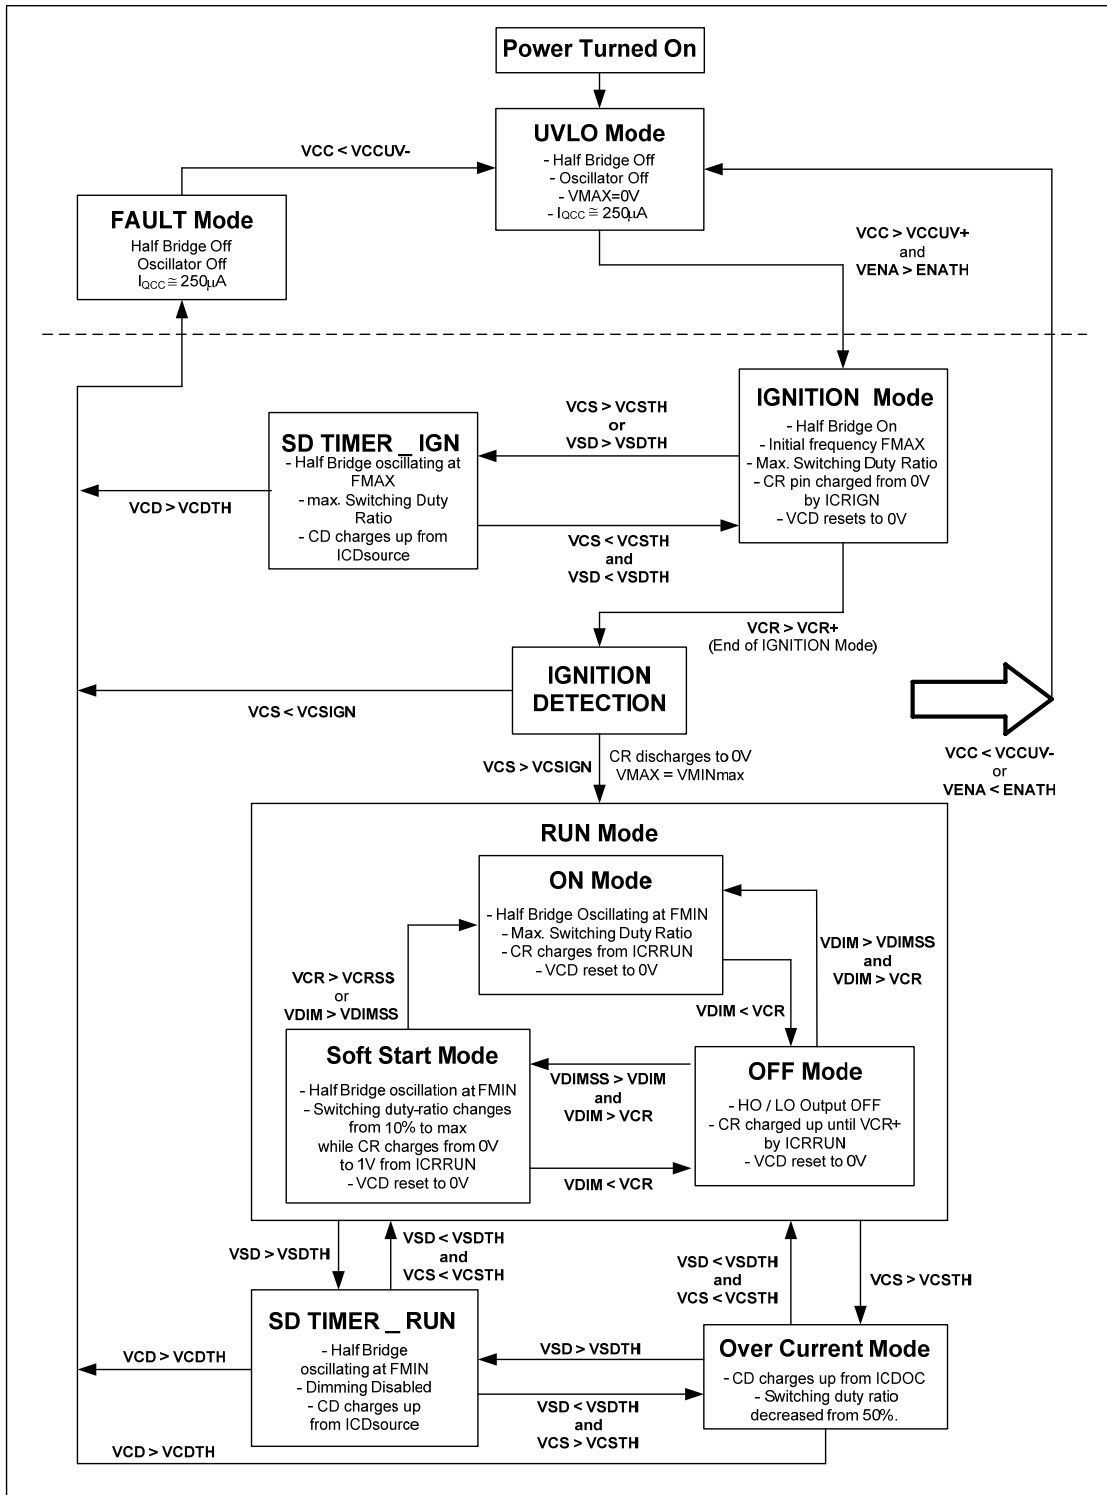 Power Turned On
UVLO Mode
- Half Bridge Off
- Oscillator Off
- VMAX=0V
- IQCC ≅ 250µA
VCC < VCCUV-
FAULT Mode
Half Bridge Off
Oscillator Off
IQCC ≅ 250µA
VCC > VCCUV+
and
VENA > ENATH
IGNITION Mode
- Half Bridge On
- Initial frequency FMAX
- Max. Switching Duty Ratio
- CR pin charged from 0V
by ICRIGN
- VCD resets to 0V
VCS > VCSTH
or
VSD > VSDTH
SD TIMER _ IGN
- Half Bridge oscillating at
FMAX
- max. Switching Duty
Ratio
- CD charges up from
ICDsource
VCD > VCDTH
VCS < VCSTH
and
VSD < VSDTH
VCR > VCR+
(End of IGNITION Mode)
IGNITION
DETECTION
VCS < VCSIGN
VCS > VCSIGN
CR discharges to 0V
VMAX = VMINmax
VCC < VCCUV-
or
VENA < ENATH
RUN Mode
ON Mode
- Half Bridge Oscillating at FMIN
- Max. Switching Duty Ratio
- CR charges from ICRRUN
- VCD reset to 0V
VCR > VCRSS
or
VDIM > VDIMSS
VDIM > VDIMSS
and
VDIM > VCR
VDIM < VCR
Soft Start Mode
- Half Bridge oscillation at FMIN
- Switching duty-ratio changes
from 10% to max
while CR charges from 0V
to 1V from ICRRUN
- VCD reset to 0V
VDIMSS > VDIM
and
VDIM > VCR
VDIM < VCR
OFF Mode
- HO / LO Output OFF
- CR charged up until VCR+
by ICRRUN
- VCD reset to 0V
VSD > VSDTH
VSD < VSDTH
and
VCS < VCSTH
VSD < VSDTH
and
VCS < VCSTH
VCS > VCSTH
SD TIMER _ RUN
- Half Bridge
oscillating at FMIN
- Dimming Disabled
- CD charges up
from ICDsource
VCD > VCDTH
VSD > VSDTH
VSD < VSDTH
and
VCS > VCSTH
Over Current Mode
- CD charges up from ICDOC
- Switching duty ratio
decreased from 50%.
VCD > VCDTH